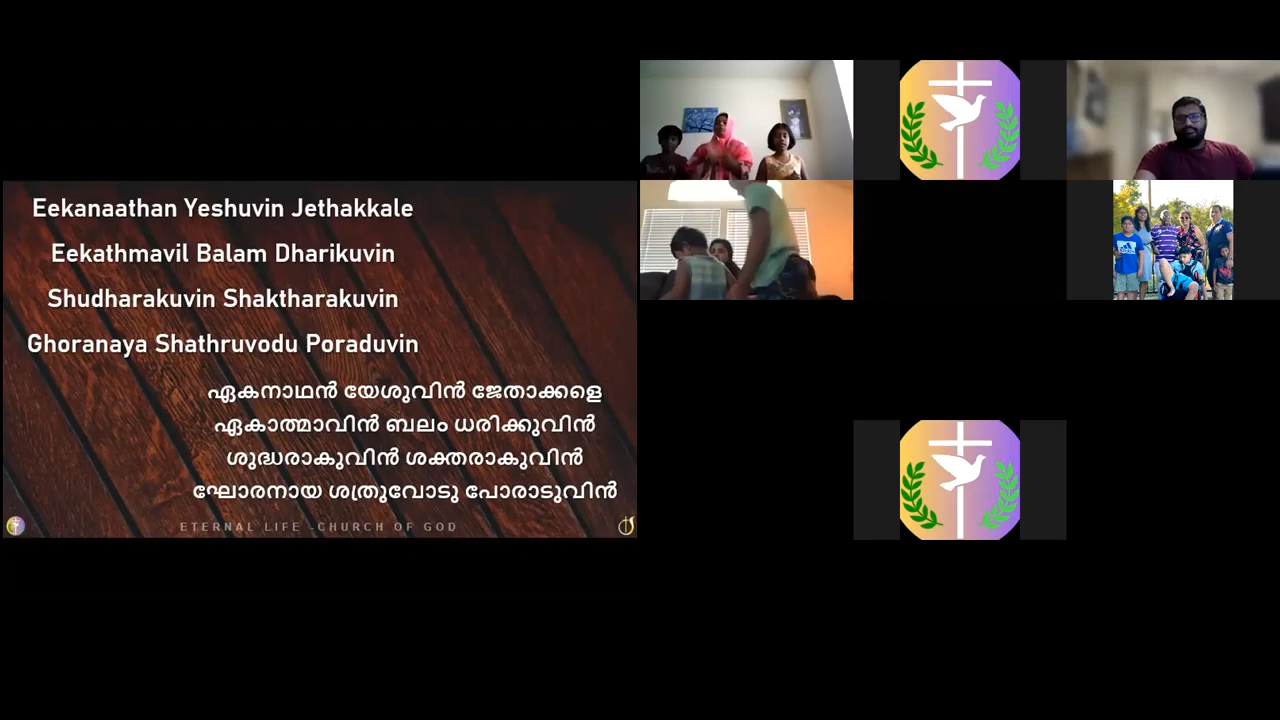 Eekanaathan Yeshuvin Jethakkale
Eekathmavil Balam Dharikuvin
Shudharakuvin Shaktharakuvin
Ghoranaya Shathruvodu Poraduvin
ഏകനാഥൻ യേശുവിൻ ജേതാക്കളെ
ഏകാത്മാവിൻ ബലം ധരിക്കുവിൻ
ശുദ്ധരാകുവിൻ ശക്തരാകുവിൻ
ഘോരനായ ശത്രുവോടു പോരാടുവിൻ
ETERNAL LIFE -CHURCH OF GOD